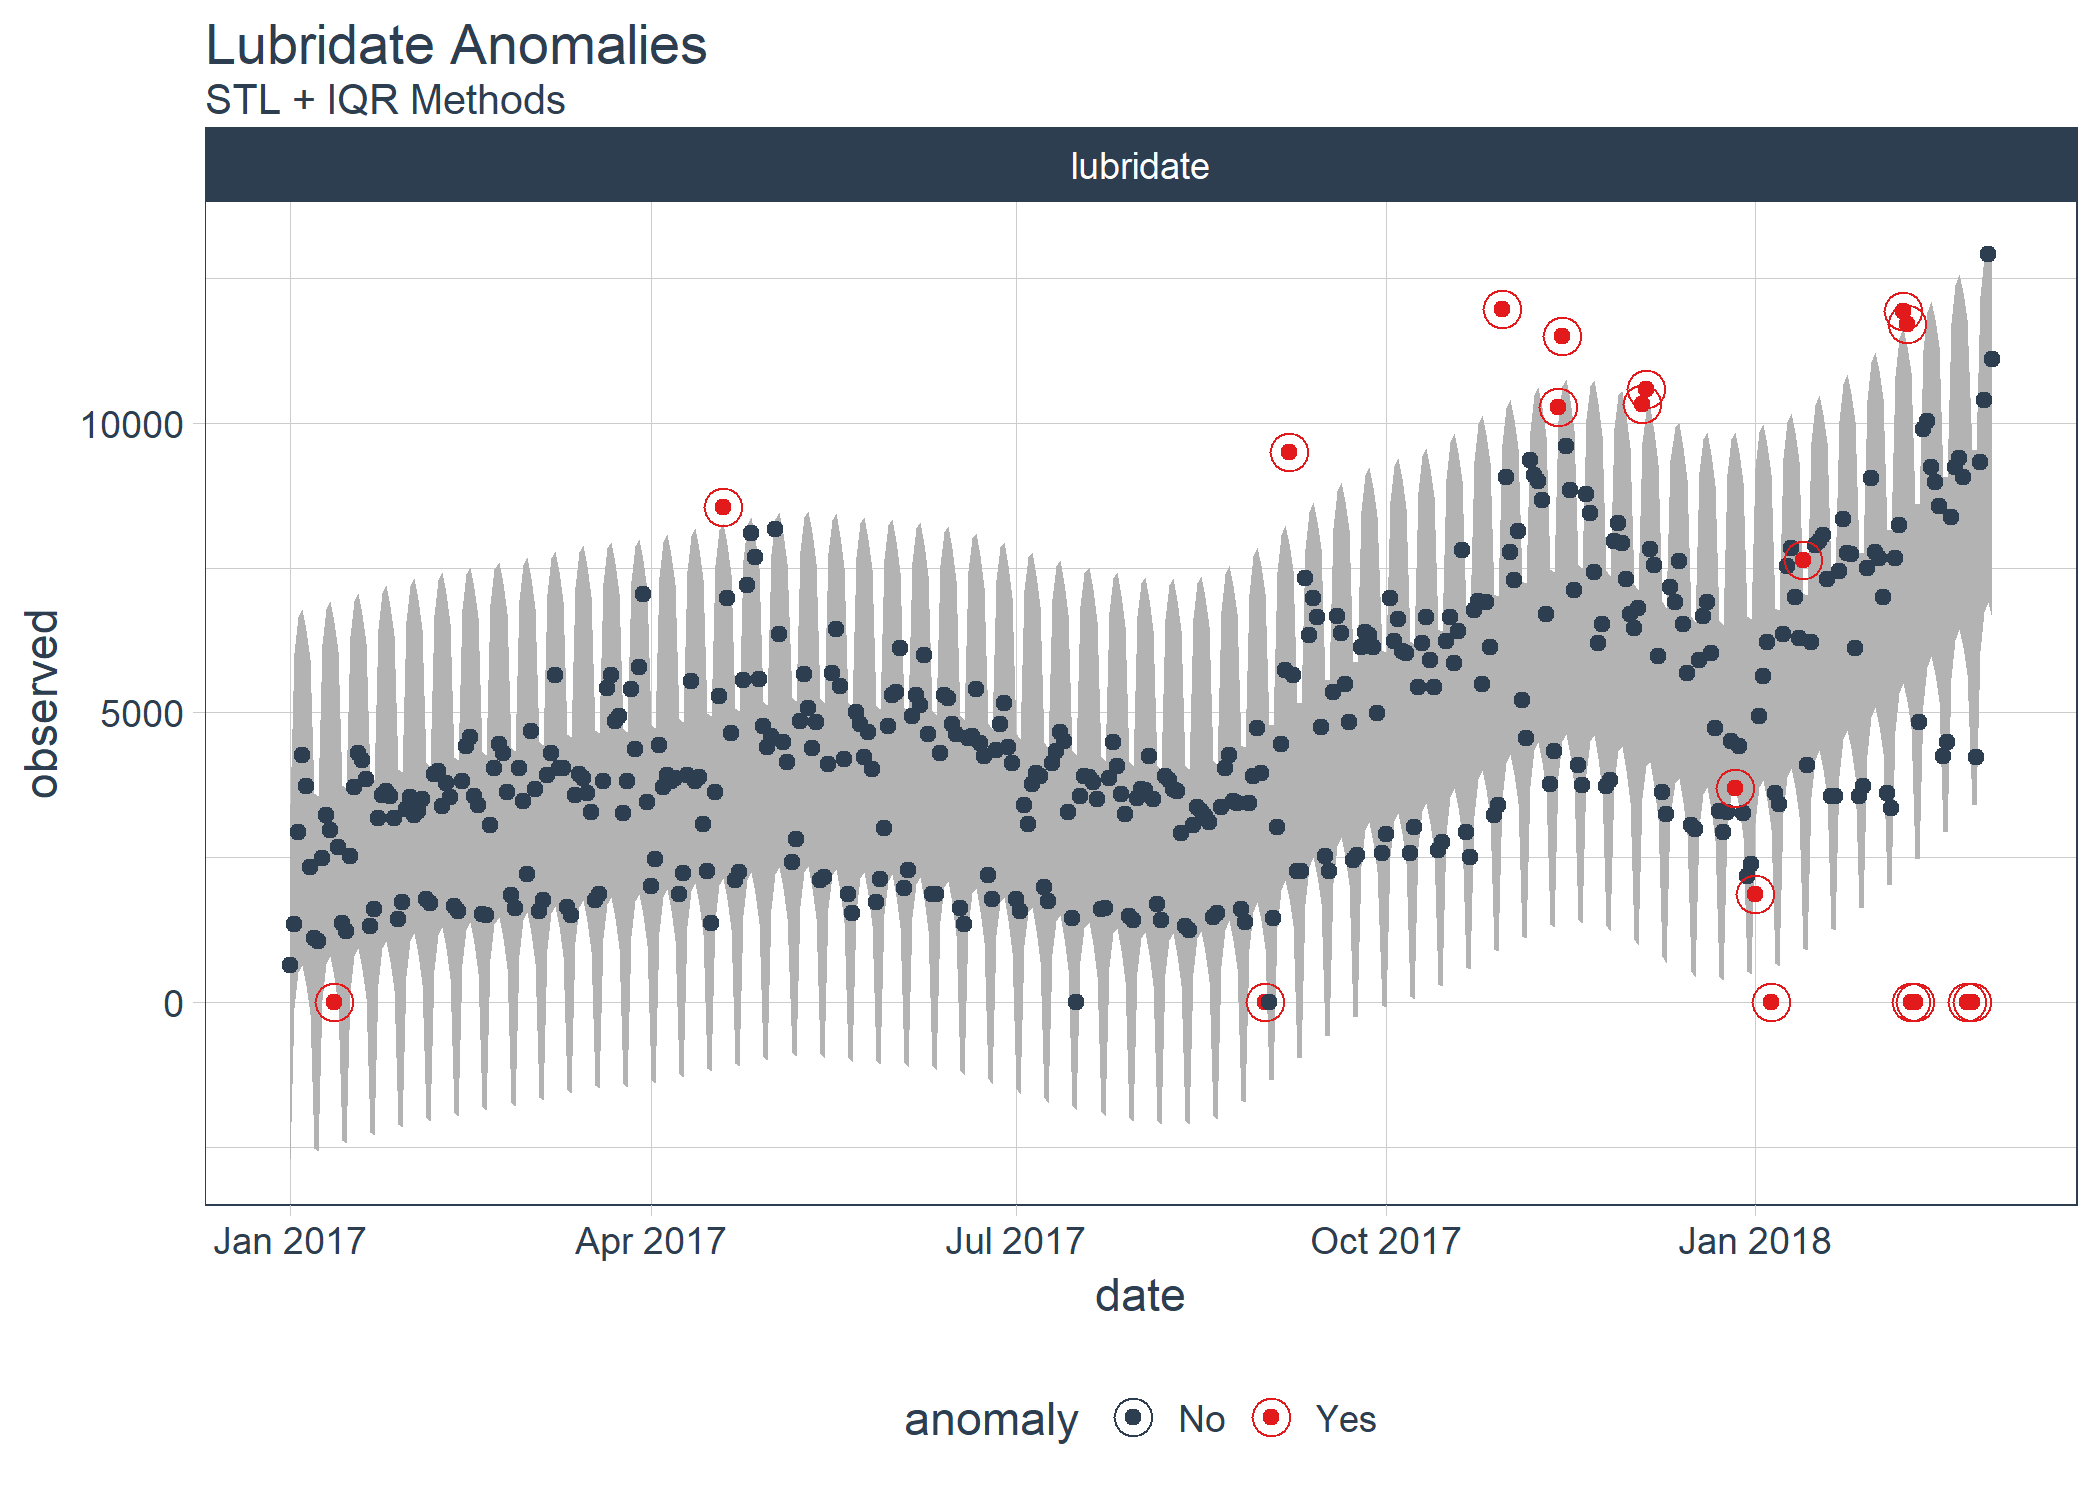 Lubridate Anomalies
STL + IQR Methods
lubridate
10000
5000
0
observed
Jan 2017 Apr 2017 Jul 2017 Oct 2017 Jan 2018
date
anomaly No Yes